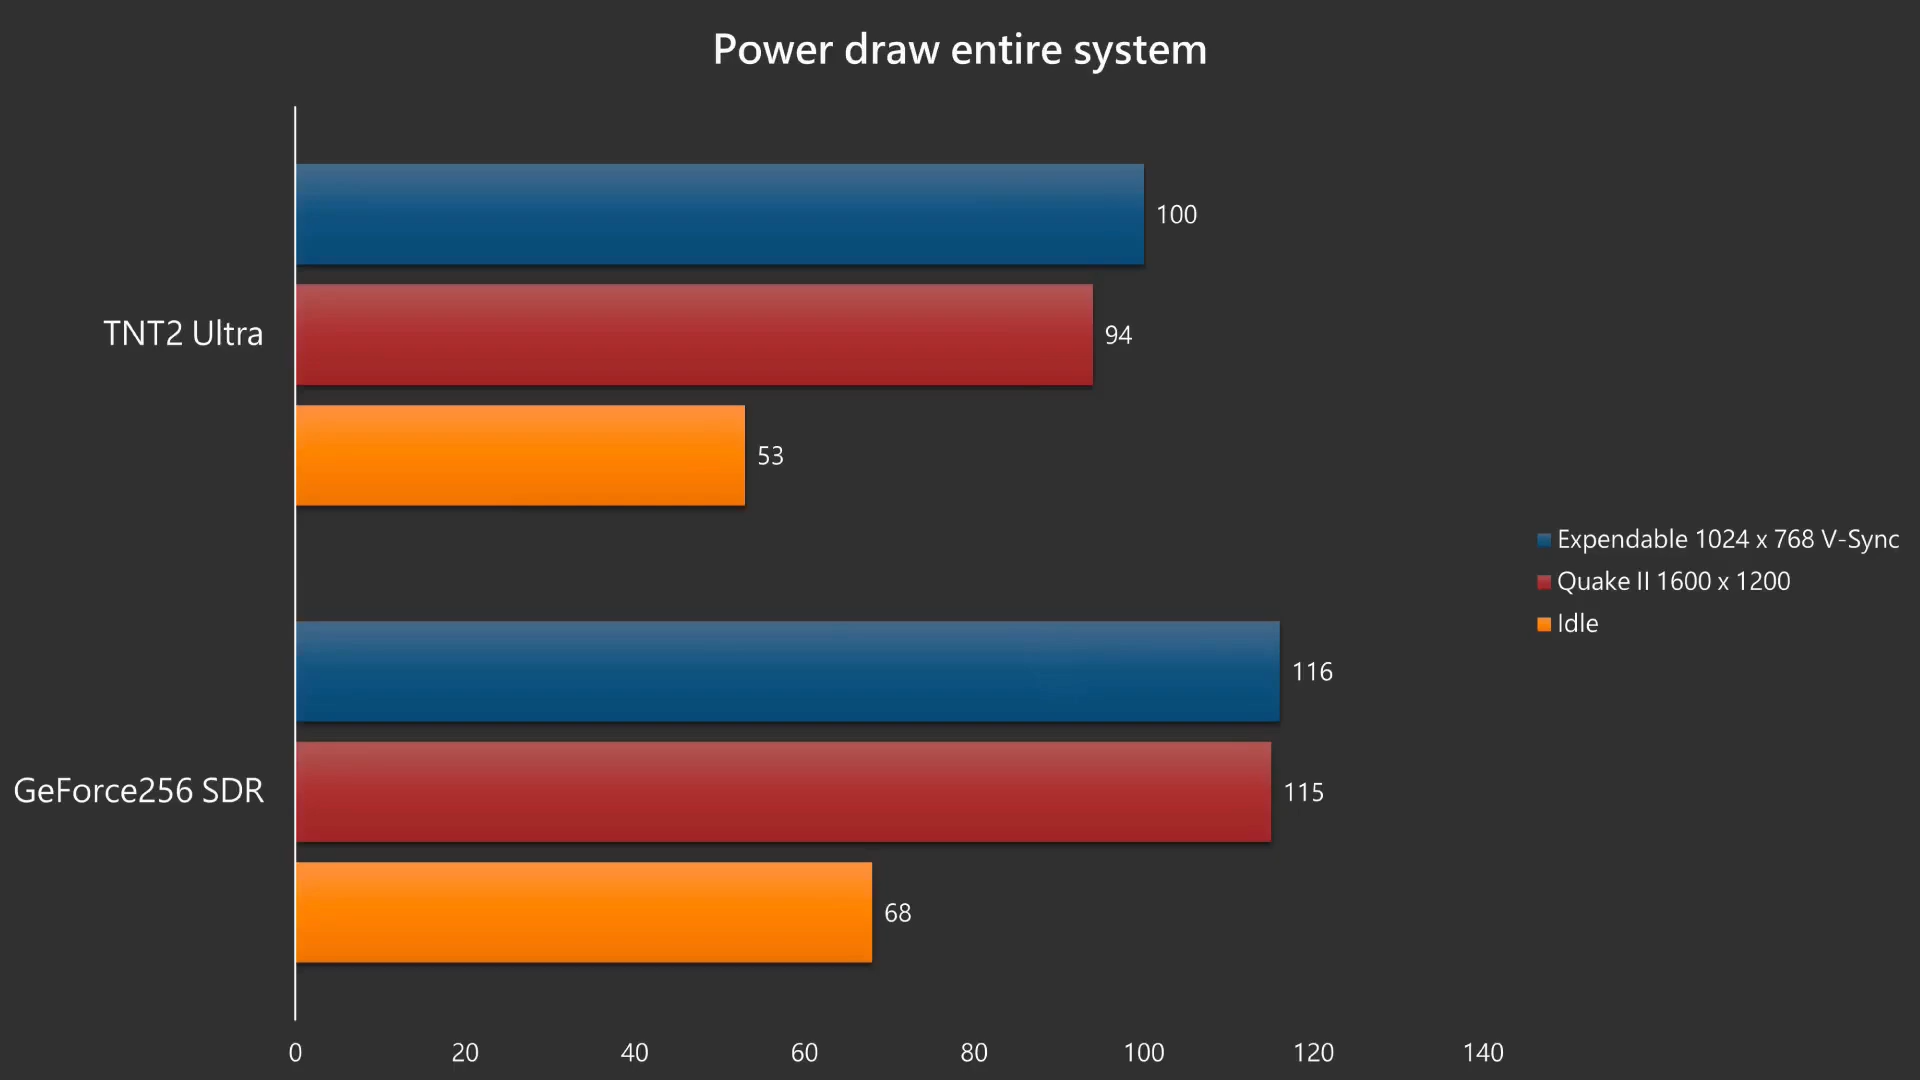 Power draw entire system
100
TNT2 Ultra
94
53
Expendable 1024 x 768 V-Sync
Quake II 1600 x 1200
Idle
116
GeForce256 SDR
115
68
0 20 40 60 80 100 120 140